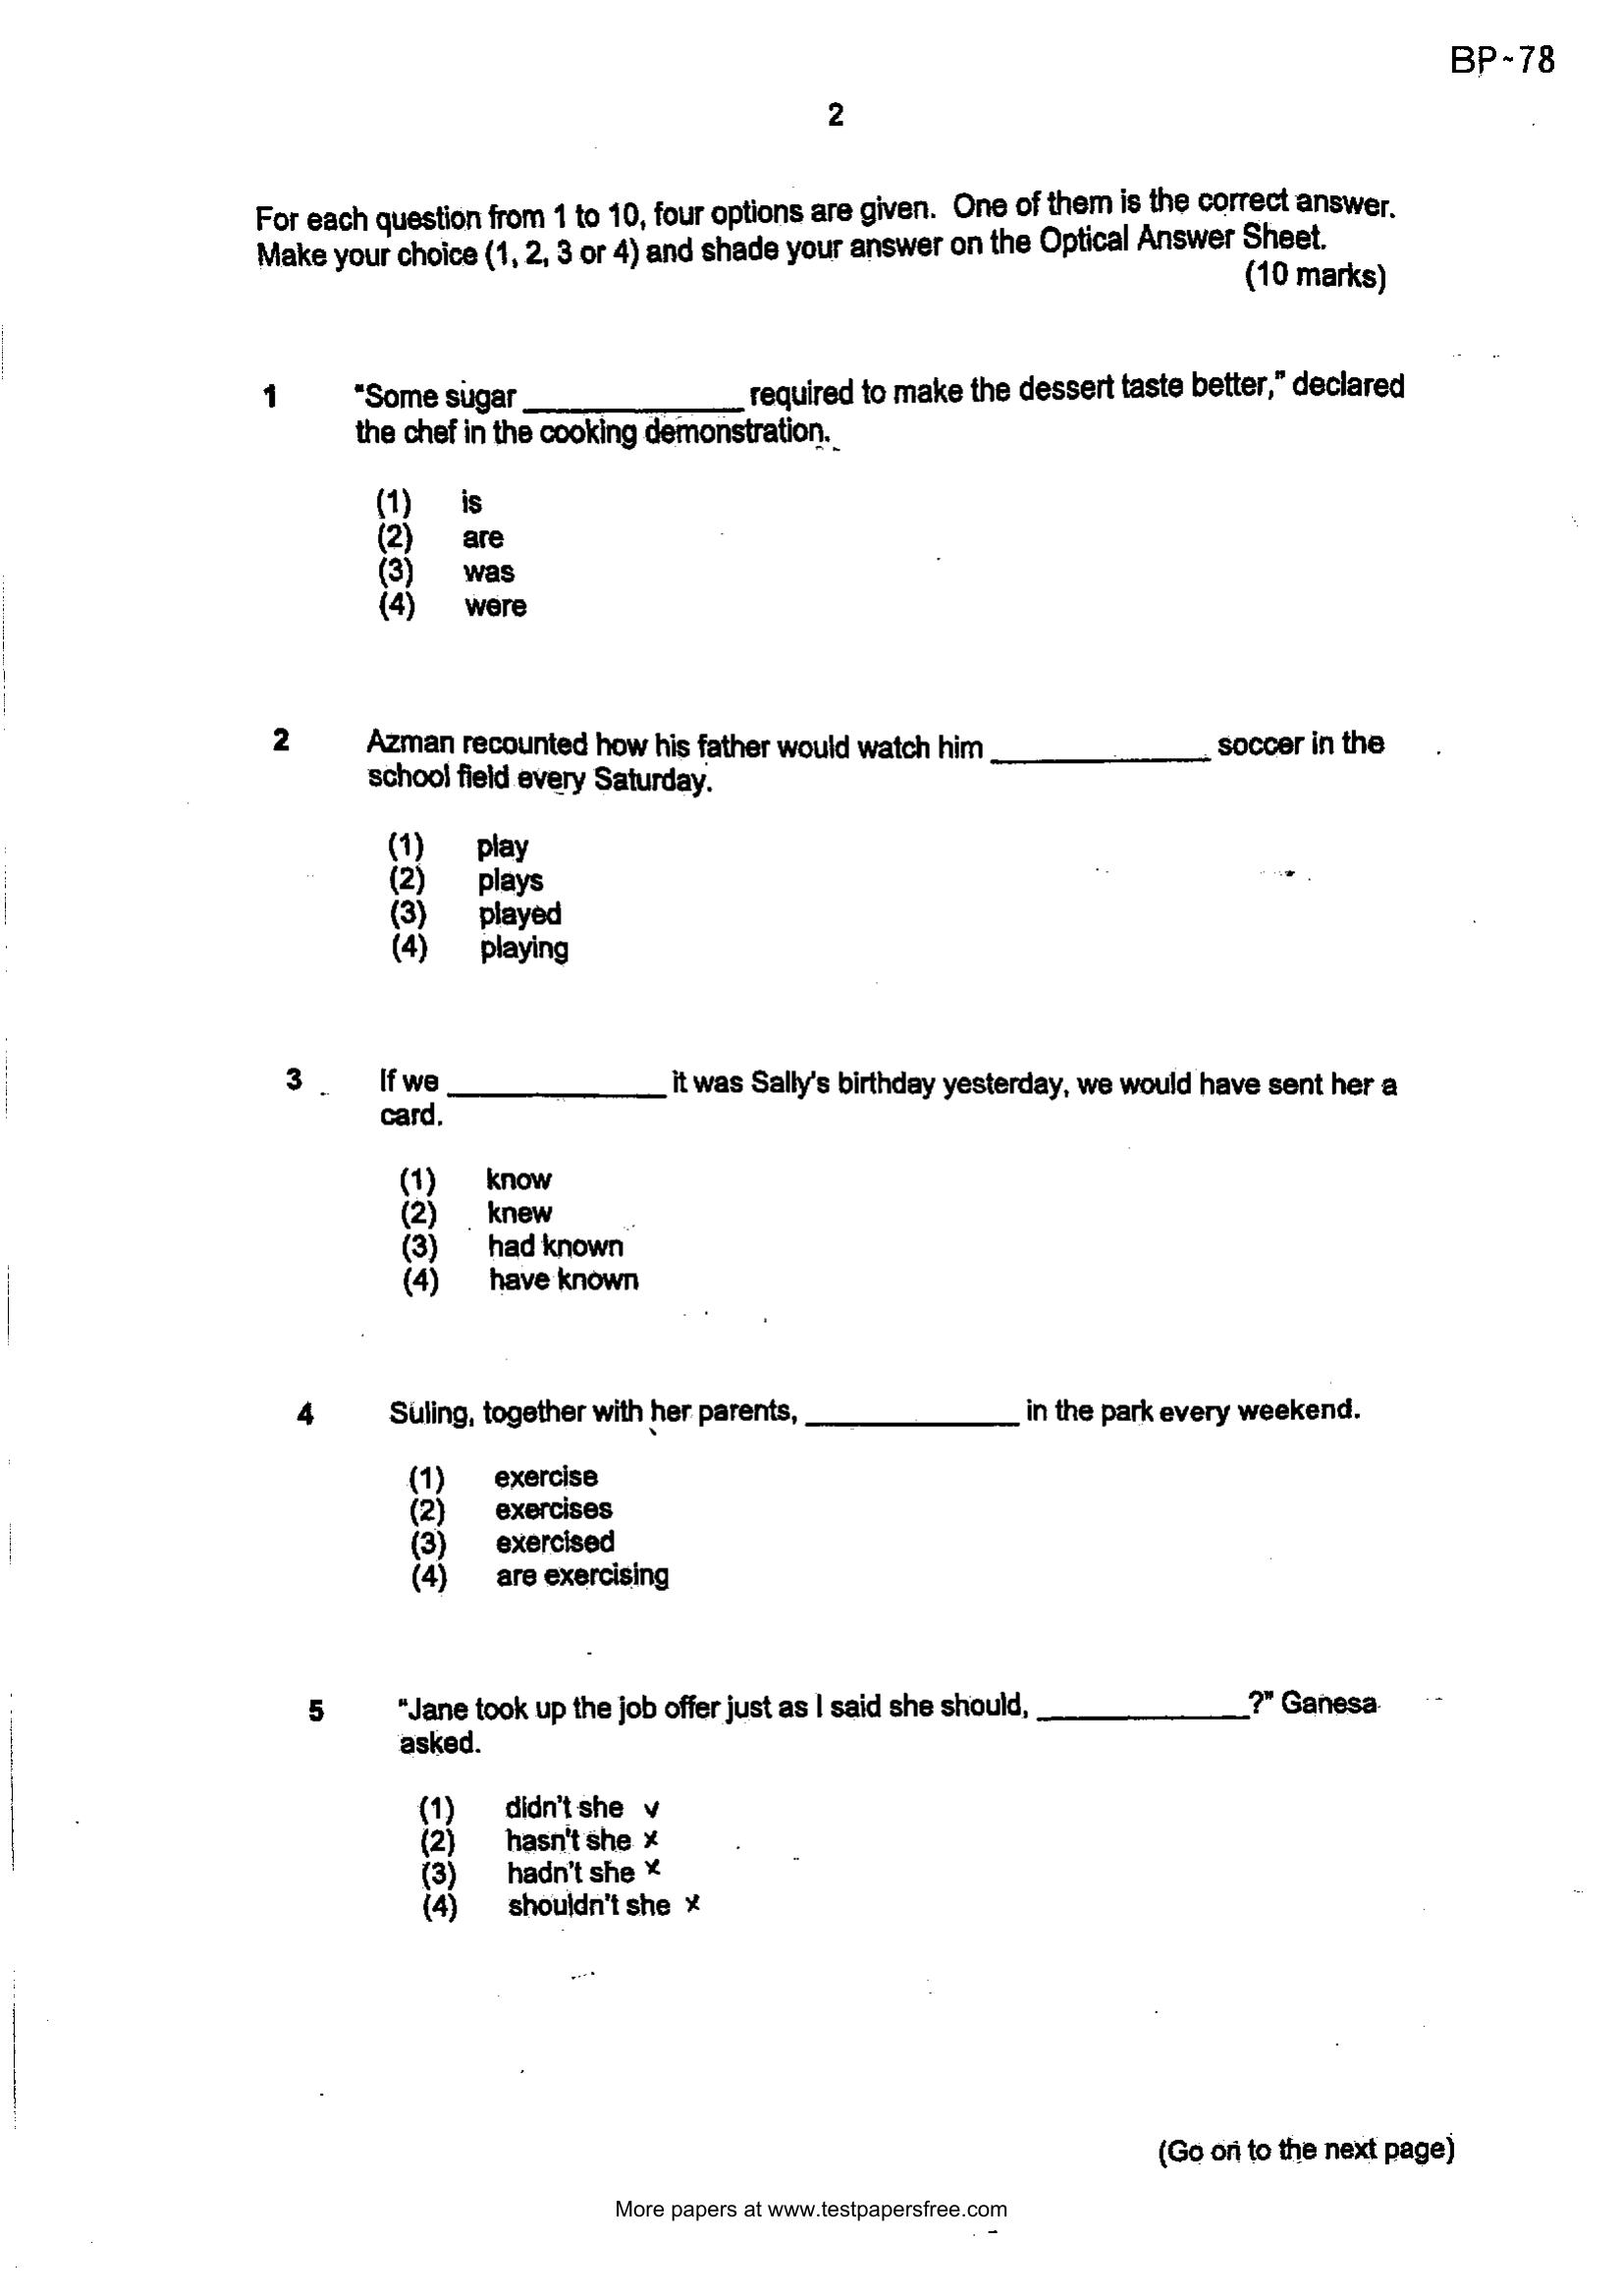 BP~78
2
For each question from 1 to 10, four options are given. One of them is the correct answer.
Make your choice (1, 2, 3 or 4) and shade your answer on the Optical Answer Sheet.
(10 marks)
1 "Some sugar ____________ required to make the dessert taste better," declared
the chef in the cooking demonstration.
(1) is
(2) are
(3) was
(4) were
2 Azman recounted how his father would watch him ____________ soccer in the
school field every Saturday.
(1) play
(2) plays
(3) played
(4) playing
3 If we ____________ it was Sally's birthday yesterday, we would have sent her a
card.
(1) know
(2) knew
(3) had known
(4) have known
4 Suling, together with her parents, ____________ in the park every weekend.
(1) exercise
(2) exercises
(3) exercised
(4) are exercising
5 "Jane took up the job offer just as I said she should, ____________?" Ganesa
asked.
(1) didn't she ✓
(2) hasn't she ✗
(3) hadn't she ✗
(4) shouldn't she ✗
(Go on to the next page)
More papers at www.testpapersfree.com